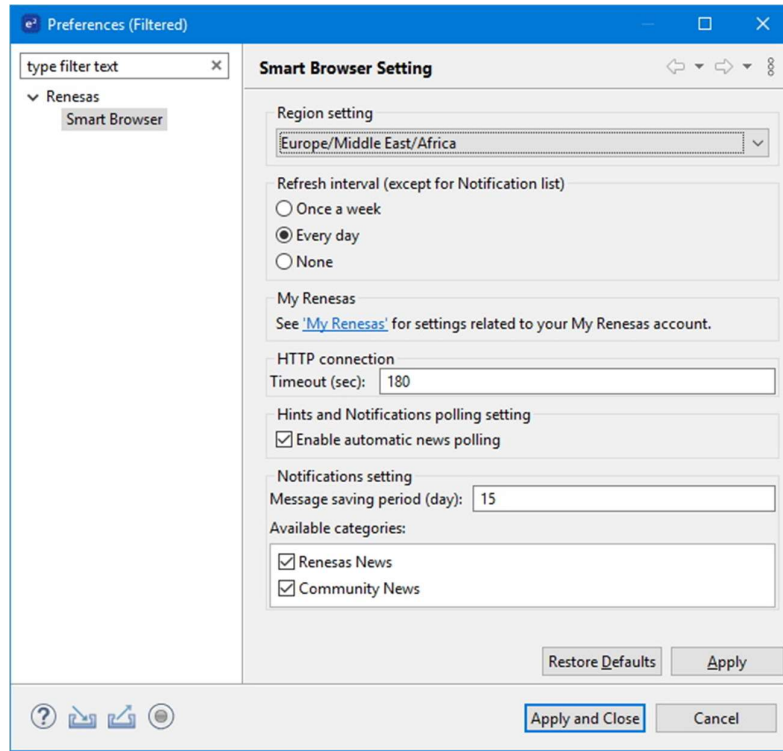 e² Preferences (Filtered)
type filter text
Renesas
Smart Browser
Smart Browser Setting
Region setting
Europe/Middle East/Africa
Refresh interval (except for Notification list)
Once a week
Every day
None
My Renesas
See 'My Renesas' for settings related to your My Renesas account.
HTTP connection
Timeout (sec): 180
Hints and Notifications polling setting
Enable automatic news polling
Notifications setting
Message saving period (day): 15
Available categories:
Renesas News
Community News
Restore Defaults Apply
Apply and Close Cancel